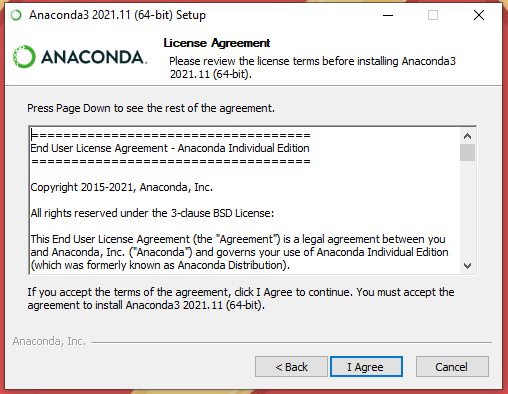 Anaconda3 2021.11 (64-bit) Setup
ANACONDA.
License Agreement
Please review the license terms before installing Anaconda3
2021.11 (64-bit).
Press Page Down to see the rest of the agreement.
===================================
End User License Agreement - Anaconda Individual Edition
===================================
Copyright 2015-2021, Anaconda, Inc.
All rights reserved under the 3-clause BSD License:
This End User License Agreement (the "Agreement") is a legal agreement between you
and Anaconda, Inc. ("Anaconda") and governs your use of Anaconda Individual Edition
(which was formerly known as Anaconda Distribution).
If you accept the terms of the agreement, click I Agree to continue. You must accept the
agreement to install Anaconda3 2021.11 (64-bit).
Anaconda, Inc.
< Back
I Agree
Cancel